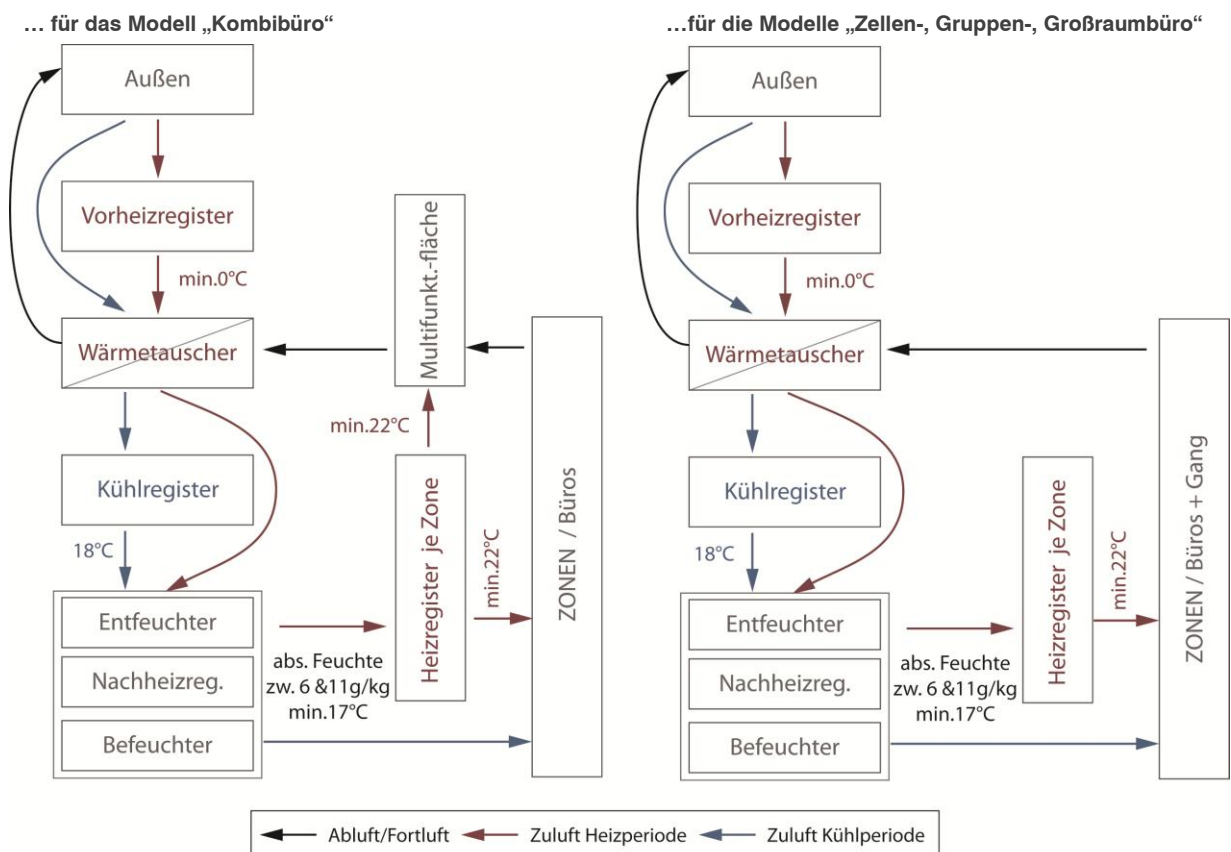 … für das Modell „Kombibüro“
Außen
Vorheizregister
min.0°C
Wärmetauscher
Multifunkt.-fläche
min.22°C
Kühlregister
18°C
Entfeuchter
Nachheizreg.
Befeuchter
abs. Feuchte
zw. 6 &11g/kg
min.17°C
Heizregister je Zone
min.22°C
ZONEN / Büros
…für die Modelle „Zellen-, Gruppen-, Großraumbüro“
Außen
Vorheizregister
min.0°C
Wärmetauscher
Kühlregister
18°C
Entfeuchter
Nachheizreg.
Befeuchter
abs. Feuchte
zw. 6 &11g/kg
min.17°C
Heizregister je Zone
min.22°C
ZONEN / Büros + Gang
Abluft/Fortluft
Zuluft Heizperiode
Zuluft Kühlperiode